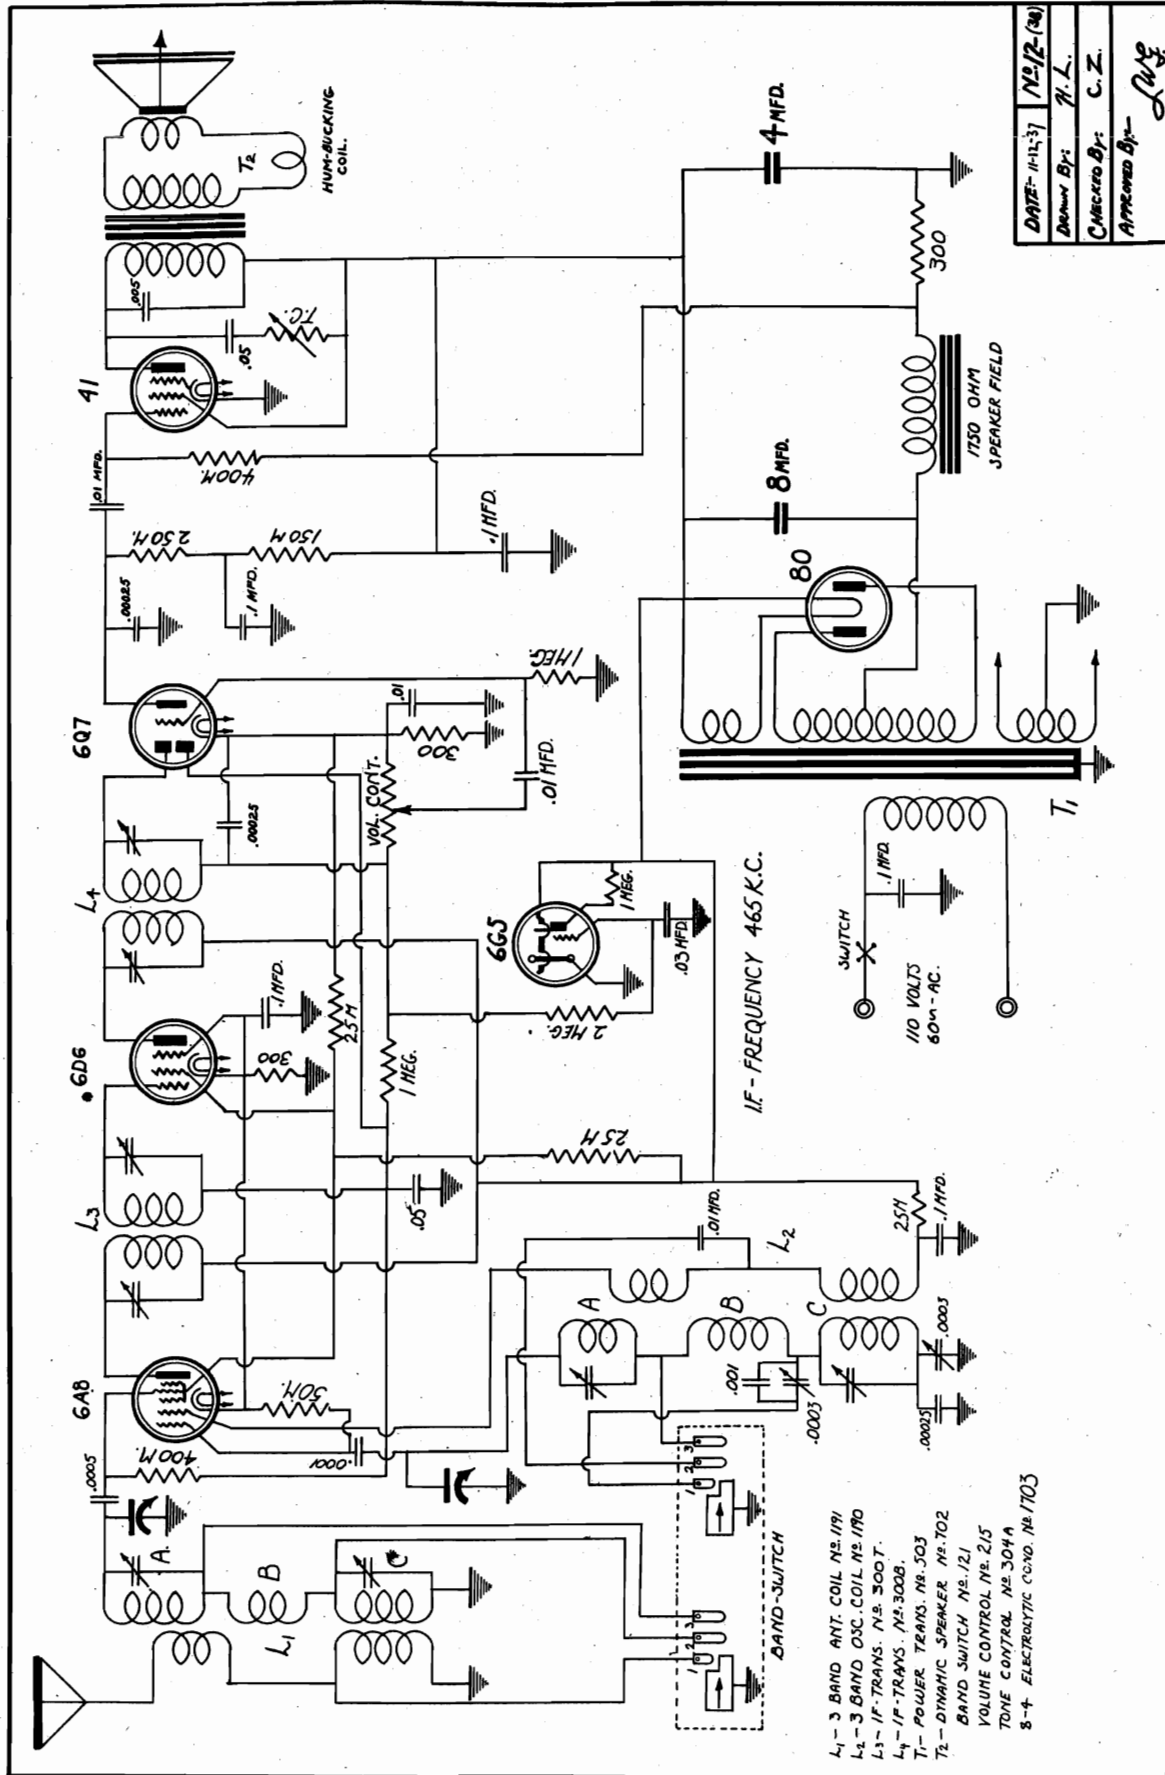 HUM-BUCKING
COIL.
T2
.005
T.C.
.05
41
400M.
.01 MFD.
250 M.
150 M
.1 MFD.
.1 MFD.
.00025
6Q7
1 MEG.
.01
300
.01 MFD.
VOL. CONT.
.00025
L4
6D6
.1 MFD.
300
25M
1 MEG.
2 MEG.
6G5
1 MEG.
.03 MFD
L3
.05
25 M
6A8
50M.
400M.
.0001
.0005
A
B
C
L1
A
B
C
L2
.01 MFD.
25M
.1 MFD.
.001
.0003
.0003
.00025
1 2 3
1 2 3
BAND-SWITCH
I.F - FREQUENCY 465 K.C.
4 MFD.
300
8 MFD.
1750 OHM
SPEAKER FIELD
80
T1
SWITCH
.1 MFD.
110 VOLTS
60~ - AC.
L1 - 3 BAND ANT. COIL No. 1191
L2 - 3 BAND OSC. COIL No. 1190
L3 - IF-TRANS. No. 300 T.
L4 - IF-TRANS. No. 300B.
T1 - POWER TRANS. No. 503
T2 - DYNAMIC SPEAKER No. 702
BAND SWITCH No. 121
VOLUME CONTROL No. 215
TONE CONTROL No. 304 A
8-4 ELECTROLYTIC COND. No. 1703
DATE:- 11-12-37 No. 12-(38)
DRAWN BY: H. L.
CHECKED BY: C. Z.
APPROVED BY:-